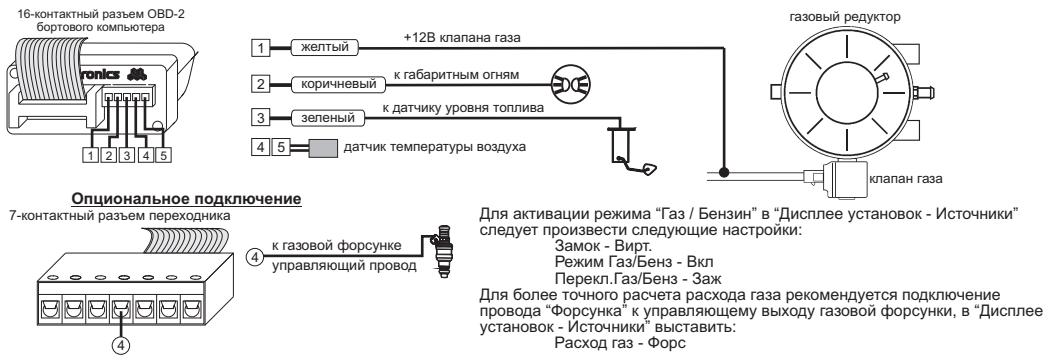 16-контактный разъем OBD-2
бортового компьютера
ronics
1 2 3 4 5
1 желтый +12В клапана газа
2 коричневый к габаритным огням
3 зеленый к датчику уровня топлива
4 5 датчик температуры воздуха
газовый редуктор
клапан газа
Опциональное подключение
7-контактный разъем переходника
4 к газовой форсунке
управляющий провод
4
Для активации режима “Газ / Бензин” в “Дисплее установок - Источники”
следует произвести следующие настройки:
Замок - Вирт.
Режим Газ/Бенз - Вкл
Перекл.Газ/Бенз - Заж
Для более точного расчета расхода газа рекомендуется подключение
провода “Форсунка” к управляющему выходу газовой форсунки, в “Дисплее
установок - Источники” выставить:
Расход газ - Форс